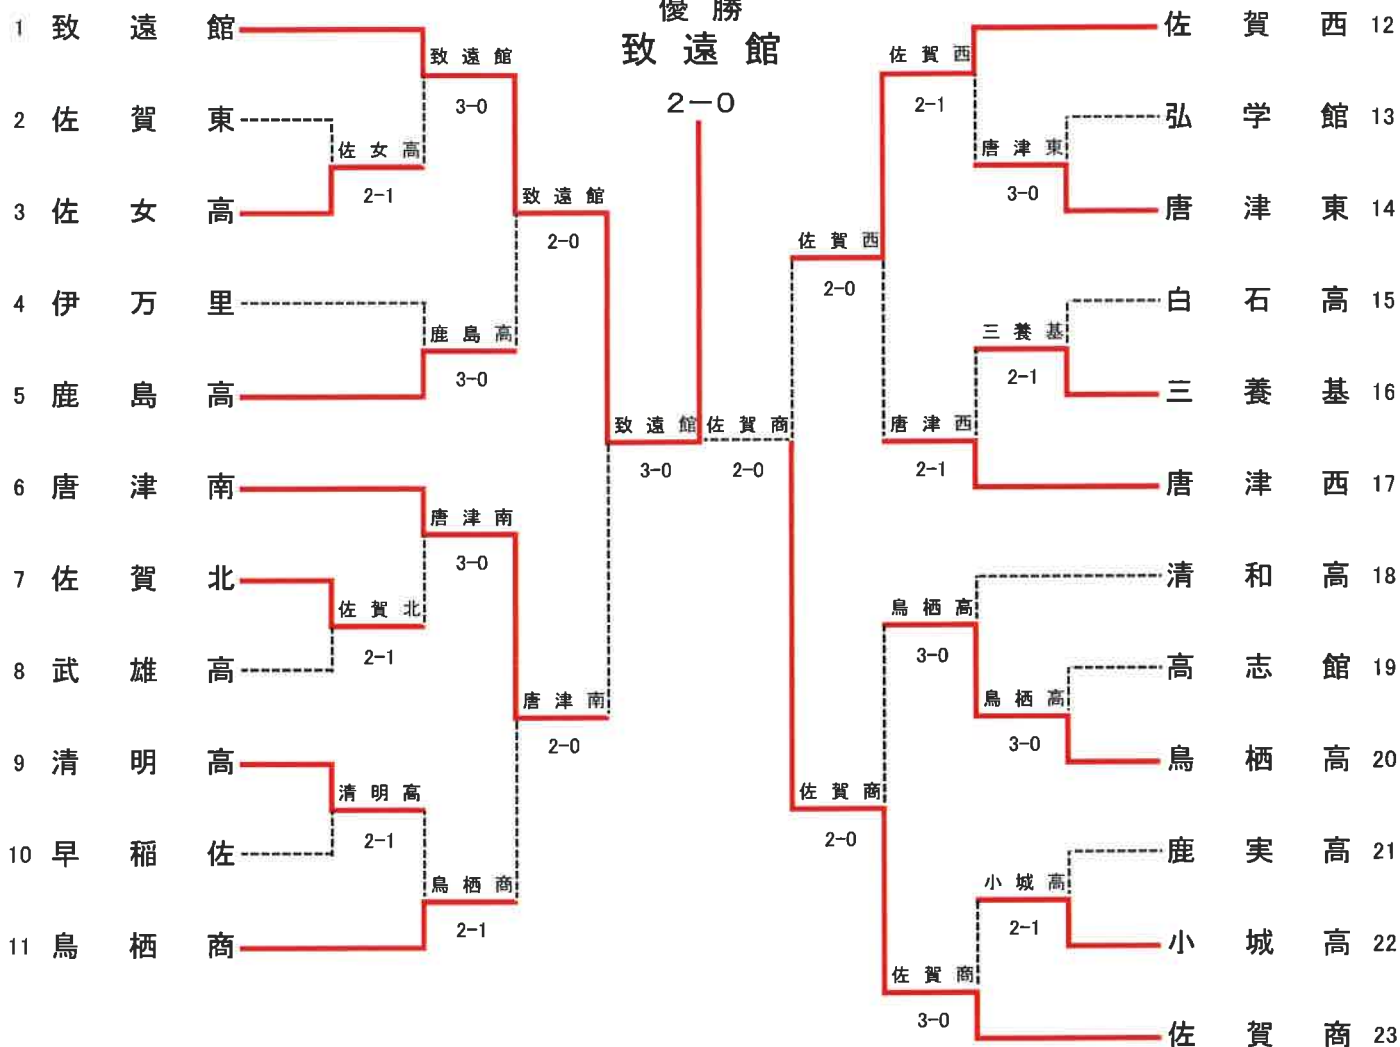 優勝
致遠館
2-0
1 致遠館
2 佐賀東
3 佐女高
4 伊万里
5 鹿島高
6 唐津南
7 佐賀北
8 武雄高
9 清明高
10 早稲佐
11 鳥栖商
佐女高
2-1
佐賀北
2-1
清明高
2-1
致遠館
3-0
鹿島高
3-0
唐津南
3-0
鳥栖商
2-1
致遠館
2-0
唐津南
2-0
致遠館
3-0
佐賀商
2-0
佐賀西
2-0
佐賀商
2-0
佐賀西
2-1
唐津西
2-1
鳥栖高
3-0
佐賀商
3-0
唐津東
3-0
三養基
2-1
鳥栖高
3-0
小城高
2-1
佐賀西 12
弘学館 13
唐津東 14
白石高 15
三養基 16
唐津西 17
清和高 18
高志館 19
鳥栖高 20
鹿実高 21
小城高 22
佐賀商 23